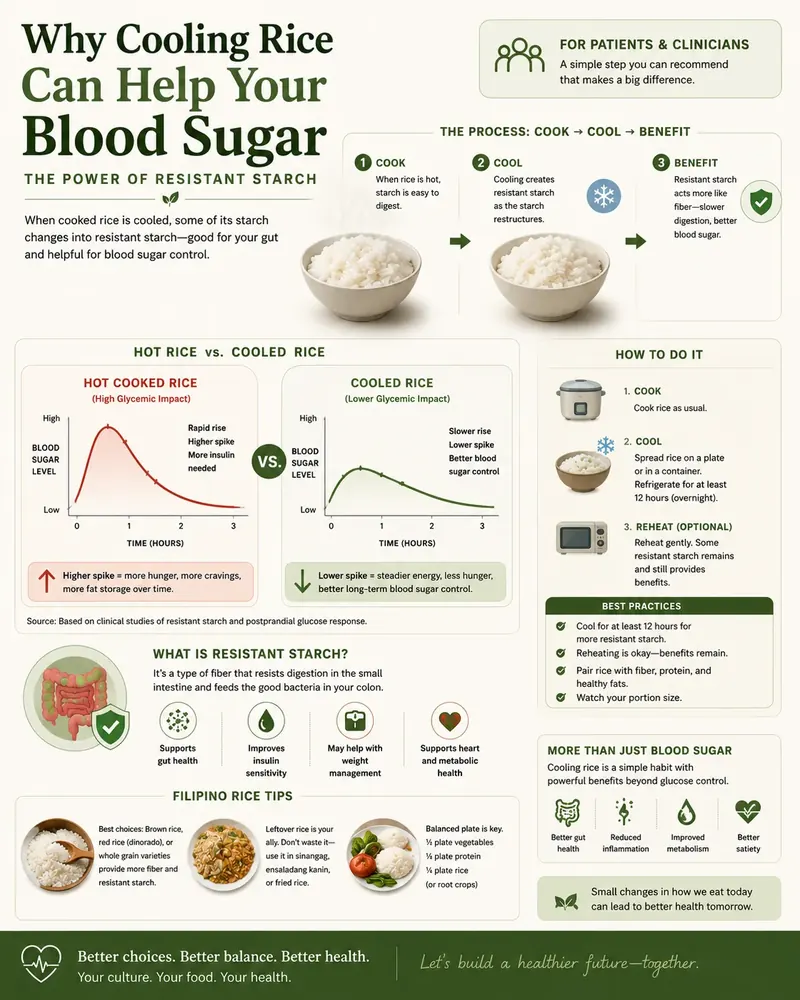 Why Cooling Rice
Can Help Your
Blood Sugar
THE POWER OF RESISTANT STARCH
When cooked rice is cooled, some of its starch
changes into resistant starch—good for your gut
and helpful for blood sugar control.
FOR PATIENTS & CLINICIANS
A simple step you can recommend
that makes a big difference.
THE PROCESS: COOK → COOL → BENEFIT
1 COOK
When rice is hot,
starch is easy to
digest.
2 COOL
Cooling creates
resistant starch
as the starch
restructures.
3 BENEFIT
Resistant starch
acts more like
fiber—slower
digestion, better
blood sugar.
HOT RICE vs. COOLED RICE
HOT COOKED RICE
(High Glycemic Impact)
High
BLOOD
SUGAR
LEVEL
Low
Rapid rise
Higher spike
More insulin
needed
0 1 2 3
TIME (HOURS)
Higher spike = more hunger, more cravings,
more fat storage over time.
VS.
COOLED RICE
(Lower Glycemic Impact)
High
BLOOD
SUGAR
LEVEL
Low
Slower rise
Lower spike
Better blood
sugar control
0 1 2 3
TIME (HOURS)
Lower spike = steadier energy, less hunger,
better long-term blood sugar control.
Source: Based on clinical studies of resistant starch and postprandial glucose response.
HOW TO DO IT
1. COOK
Cook rice as usual.
2. COOL
Spread rice on a plate
or in a container.
Refrigerate for at least
12 hours (overnight).
3. REHEAT (OPTIONAL)
Reheat gently. Some
resistant starch remains
and still provides
benefits.
BEST PRACTICES
Cool for at least 12 hours for
more resistant starch.
Reheating is okay—benefits remain.
Pair rice with fiber, protein, and
healthy fats.
Watch your portion size.
WHAT IS RESISTANT STARCH?
It's a type of fiber that resists digestion in the small
intestine and feeds the good bacteria in your colon.
Supports
gut health
Improves
insulin
sensitivity
May help with
weight
management
Supports heart
and metabolic
health
MORE THAN JUST BLOOD SUGAR
Cooling rice is a simple habit with
powerful benefits beyond glucose control.
Better gut
health
Reduced
inflammation
Improved
metabolism
Better
satiety
FILIPINO RICE TIPS
Best choices: Brown rice,
red rice (dinorado), or
whole grain varieties
provide more fiber and
resistant starch.
Leftover rice is your
ally. Don't waste it—
use it in sinangag,
ensaladang kanin,
or fried rice.
Balanced plate is key.
½ plate vegetables
¼ plate rice
(or root crops)
Small changes in how we eat today
can lead to better health tomorrow.
Better choices. Better balance. Better health.
Your culture. Your food. Your health.
Let's build a healthier future—together.